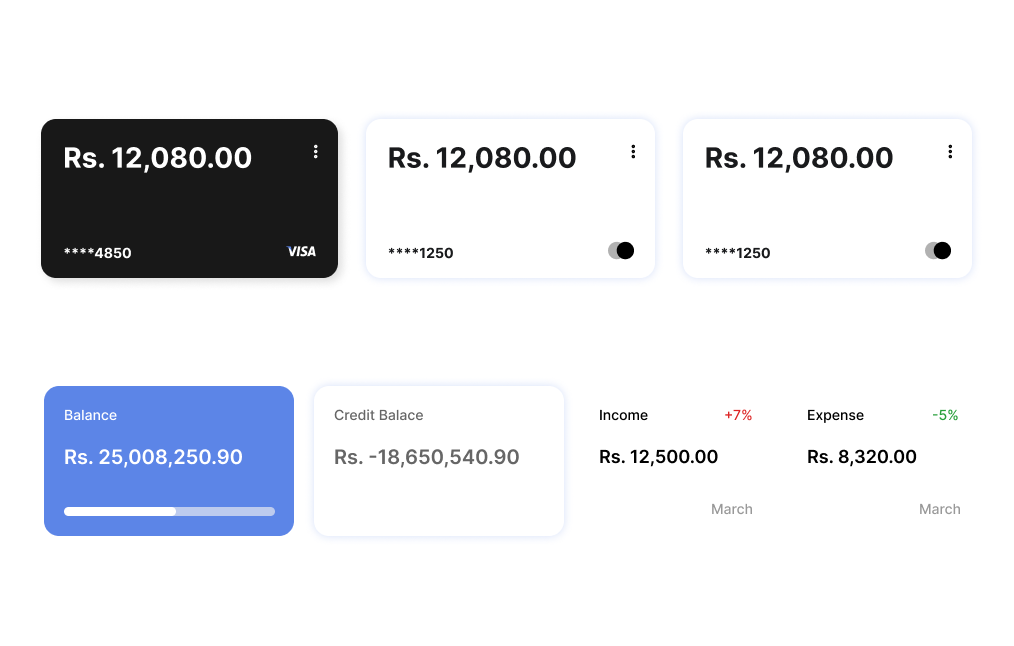 Rs. 12,080.00
****4850
VISA
Rs. 12,080.00
****1250
Rs. 12,080.00
****1250
Balance
Rs. 25,008,250.90
Credit Balace
Rs. -18,650,540.90
Income +7%
Rs. 12,500.00
March
Expense -5%
Rs. 8,320.00
March